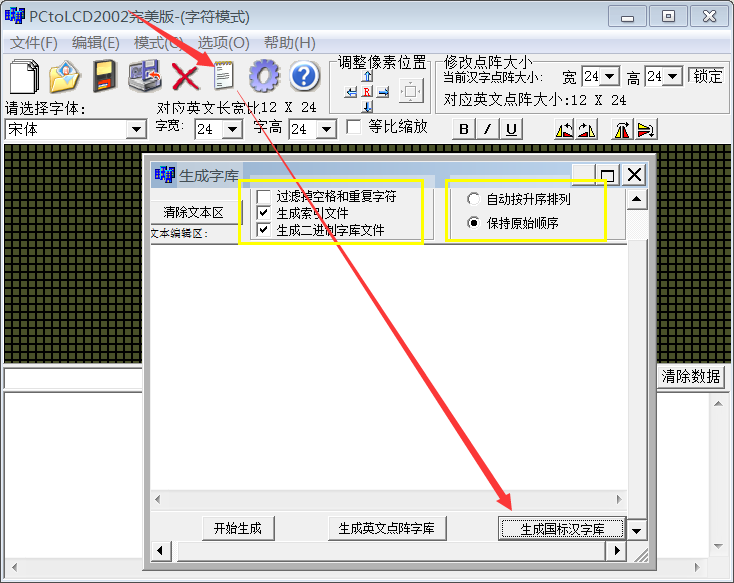 PCtoLCD2002完美版-(字符模式)
文件(F) 编辑(E) 模式(C) 选项(O) 帮助(H)
调整像素位置
修改点阵大小
当前汉字点阵大小: 宽 24 高 24 锁定
对应英文点阵大小:12 X 24
R
请选择字体:
对应英文长宽比12 X 24
宋体
字宽: 24 字高 24
等比缩放
B I U
生成字库
清除文本区
过滤掉空格和重复字符
生成索引文件
生成二进制字库文件
自动按升序排列
保持原始顺序
文本编辑区:
清除数据
开始生成
生成英文点阵字库
生成国标汉字库